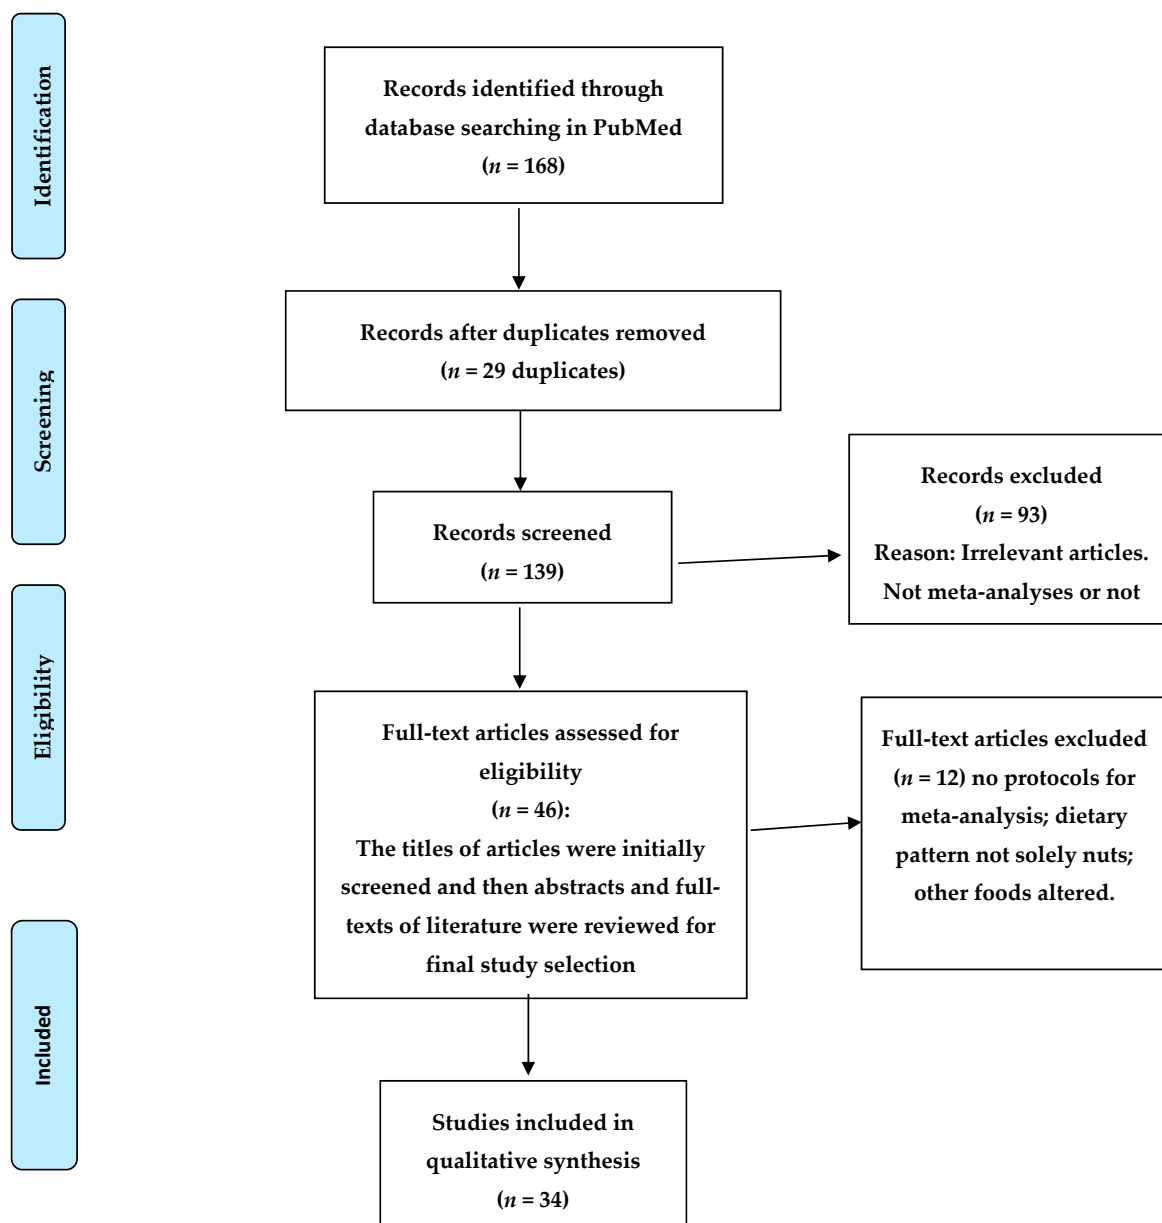 Identification
Records identified through
database searching in PubMed
(n = 168)
Records after duplicates removed
(n = 29 duplicates)
Screening
Records screened
(n = 139)
Records excluded
(n = 93)
Reason: Irrelevant articles.
Not meta-analyses or not
Eligibility
Full-text articles assessed for
eligibility
(n = 46):
The titles of articles were initially
screened and then abstracts and full-
texts of literature were reviewed for
final study selection
Full-text articles excluded
(n = 12) no protocols for
meta-analysis; dietary
pattern not solely nuts;
other foods altered.
Included
Studies included in
qualitative synthesis
(n = 34)